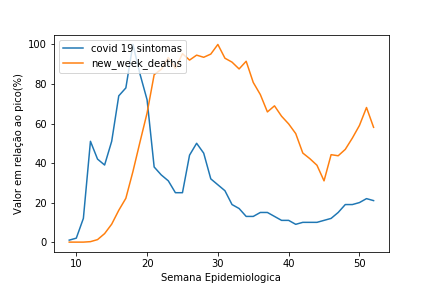 covid 19 sintomas
new_week_deaths
Valor em relação ao pico(%)
100
80
60
40
20
0
10
20
30
40
50
Semana Epidemiologica